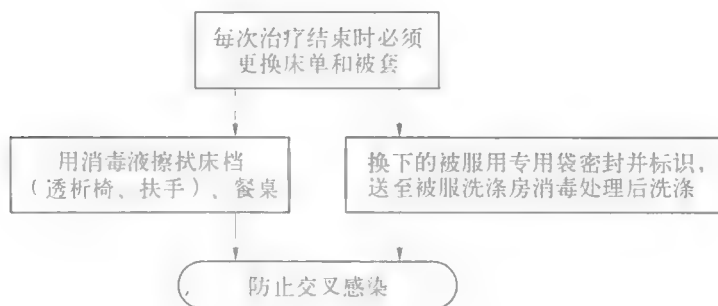 每次治疗结束时必须
更换床单和被套
用消毒液擦拭床档
（透析椅、扶手）、餐桌
换下的被服用专用袋密封并标识，
送至被服洗涤房消毒处理后洗涤
防止交叉感染